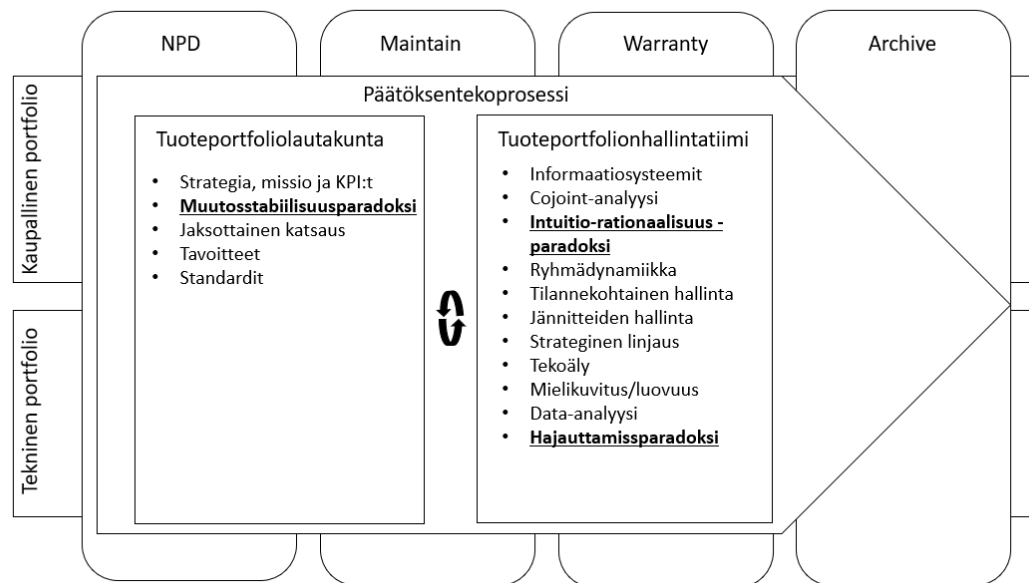 NPD
Maintain
Warranty
Archive
Kaupallinen portfolio
Tekninen portfolio
Päätöksentekoprosessi
Tuoteportfoliolautakunta
• Strategia, missio ja KPI:t
• Muutosstabiilisuusparadoksi
• Jaksottainen katsaus
• Tavoitteet
• Standardit
Tuoteportfolionhallintatiimi
• Informaatiosysteemit
• Cojoint-analyysi
• Intuitio-rationaalisuus -
paradoksi
• Ryhmädynamiikka
• Tilannekohtainen hallinta
• Jännitteiden hallinta
• Strateginen linjaus
• Tekoäly
• Mielikuvitus/luovuus
• Data-analyysi
• Hajauttamissparadoksi